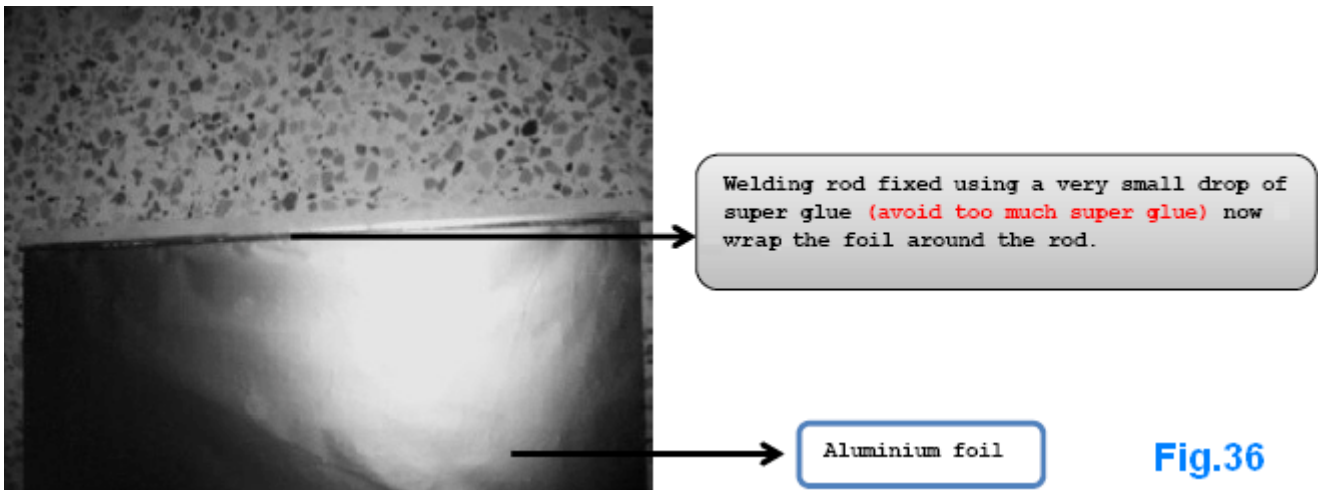 Welding rod fixed using a very small drop of
super glue (avoid too much super glue) now
wrap the foil around the rod.
Aluminium foil
Fig.36